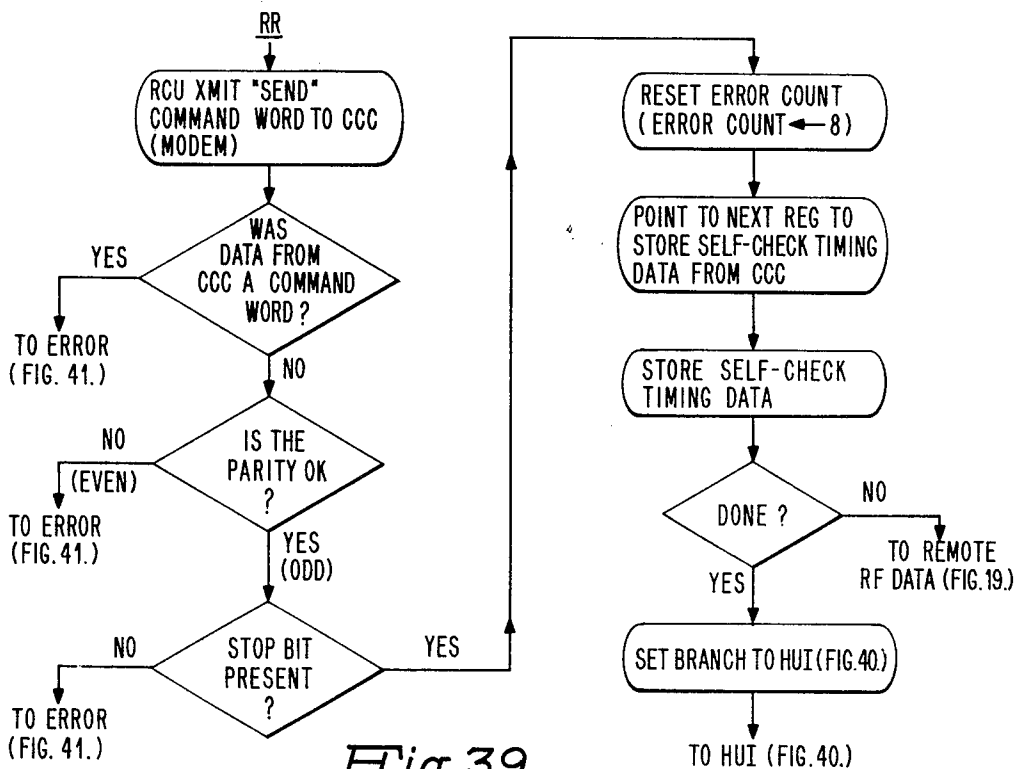 RR
RCU XMIT "SEND"
COMMAND WORD TO CCC
(MODEM)
WAS
DATA FROM
CCC A COMMAND
WORD ?
YES
TO ERROR
(FIG. 41.)
NO
IS THE
PARITY OK
?
NO
(EVEN)
TO ERROR
(FIG. 41.)
YES
(ODD)
STOP BIT
PRESENT
?
NO
TO ERROR
(FIG. 41.)
YES
RESET ERROR COUNT
(ERROR COUNT←8)
POINT TO NEXT REG TO
STORE SELF-CHECK TIMING
DATA FROM CCC
STORE SELF-CHECK
TIMING DATA
DONE ?
NO
TO REMOTE
RF DATA (FIG.19.)
YES
SET BRANCH TO HUI (FIG.40.)
TO HUI (FIG.40.)
Fig. 39